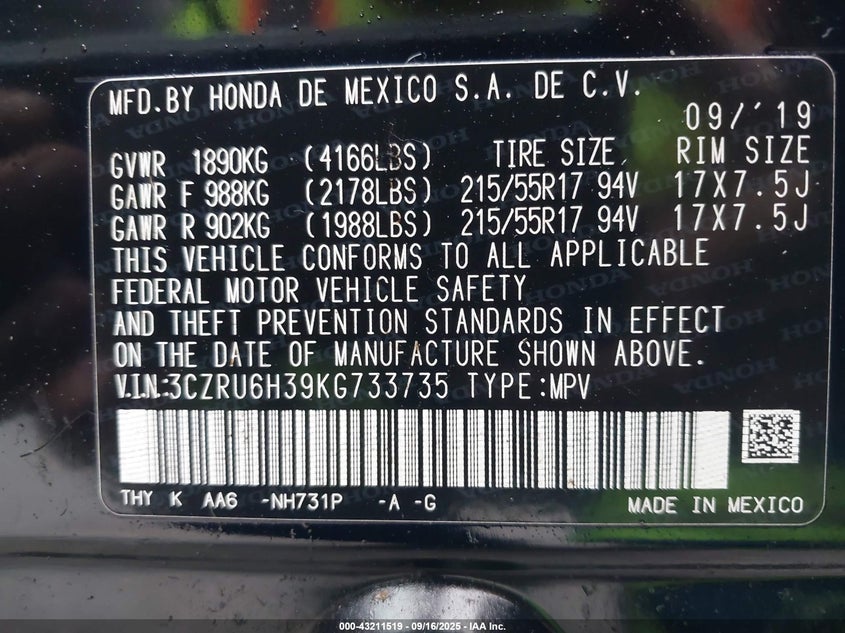 MFD.BY HONDA DE MEXICO S.A. DE C.V.
09/'19
GVWR 1890KG (4166LBS) TIRE SIZE RIM SIZE
GAWR F 988KG (2178LBS) 215/55R17 94V 17X7.5J
GAWR R 902KG (1988LBS) 215/55R17 94V 17X7.5J
THIS VEHICLE CONFORMS TO ALL APPLICABLE
FEDERAL MOTOR VEHICLE SAFETY
AND THEFT PREVENTION STANDARDS IN EFFECT
ON THE DATE OF MANUFACTURE SHOWN ABOVE.
V.I.N:3CZRU6H39KG733735 TYPE:MPV
THY K AA6 -NH731P -A -G MADE IN MEXICO
000-43211519 - 09/16/2025 - IAA Inc.